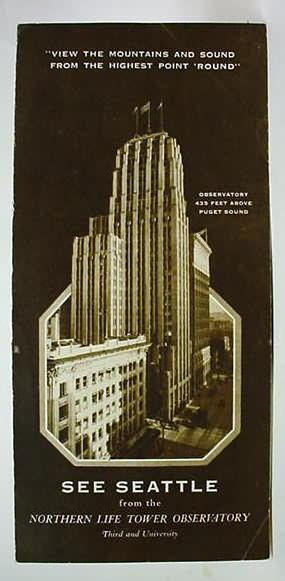 "VIEW THE MOUNTAINS AND SOUND
FROM THE HIGHEST POINT 'ROUND"
OBSERVATORY
435 FEET ABOVE
PUGET SOUND
SEE SEATTLE
from the
NORTHERN LIFE TOWER OBSERVATORY
Third and University